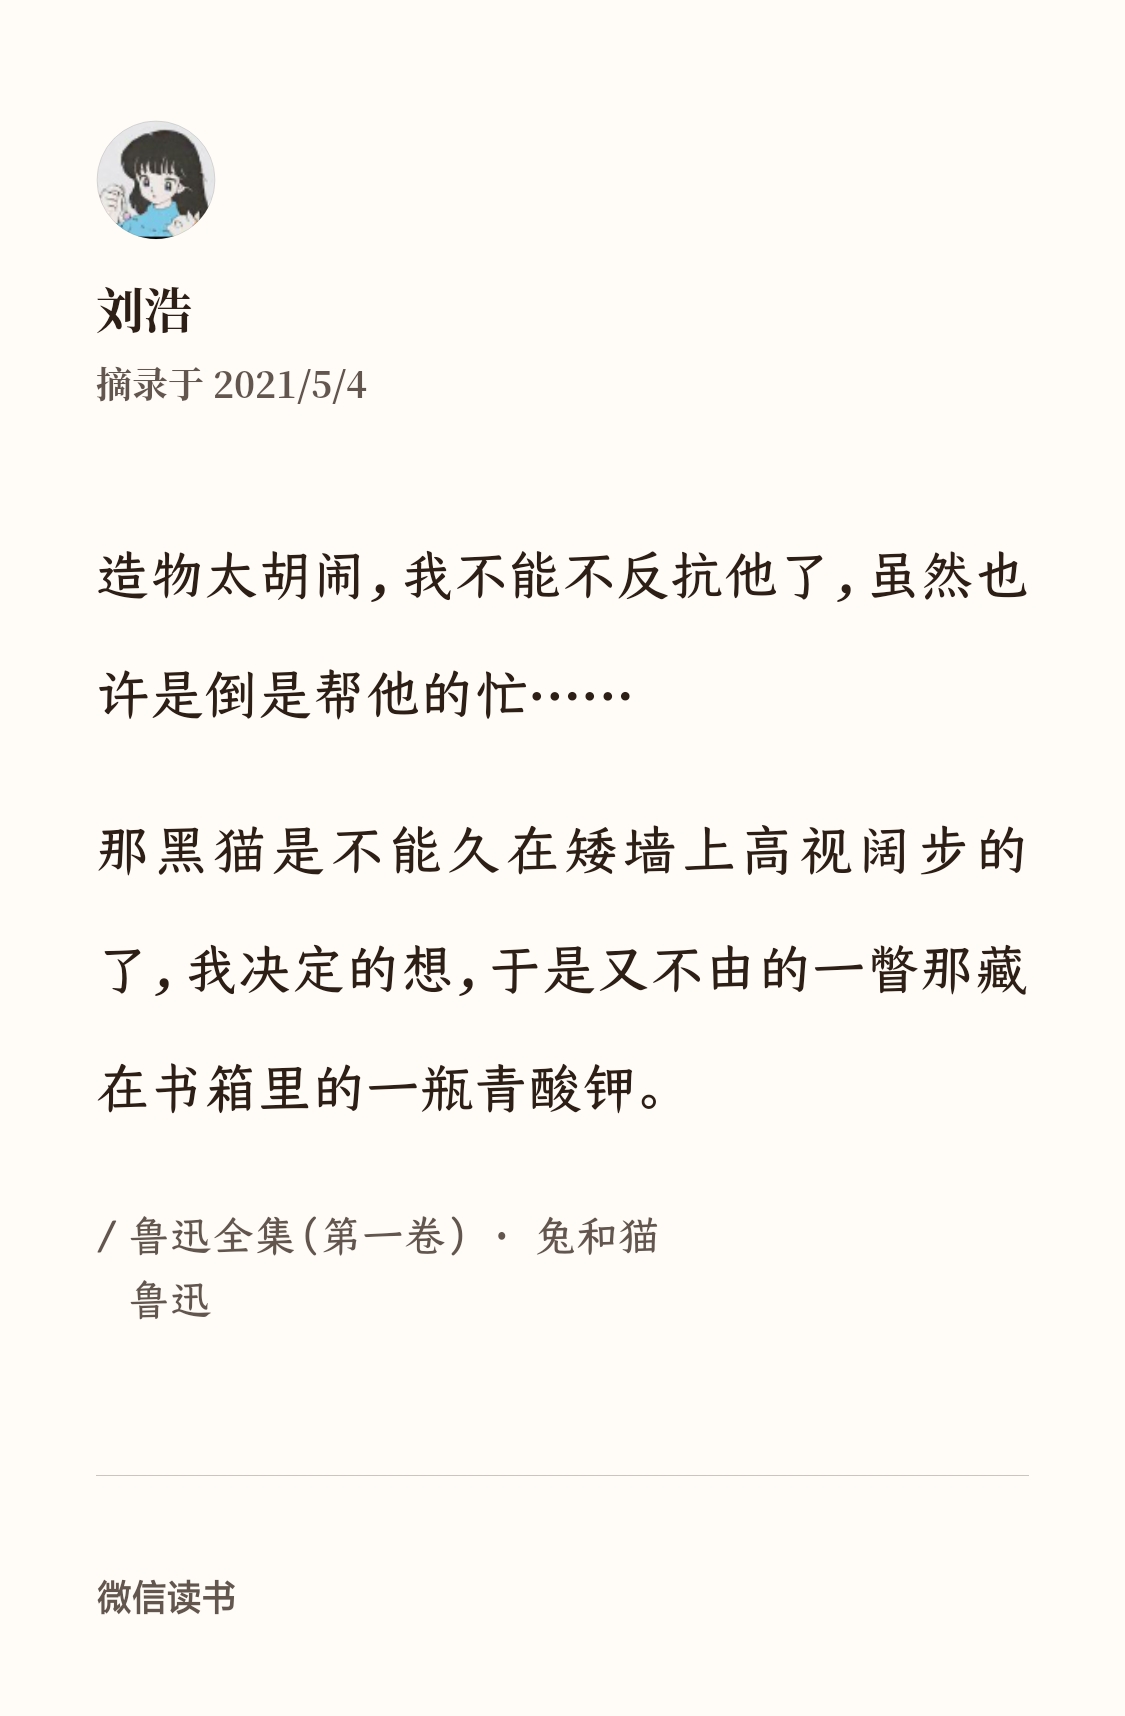 刘浩
摘录于 2021/5/4
造物太胡闹,我不能不反抗他了,虽然也
许是倒是帮他的忙……
那黑猫是不能久在矮墙上高视阔步的
了,我决定的想,于是又不由的一瞥那藏
在书箱里的一瓶青酸钾。
/ 鲁迅全集(第一卷) · 兔和猫
鲁迅
微信读书